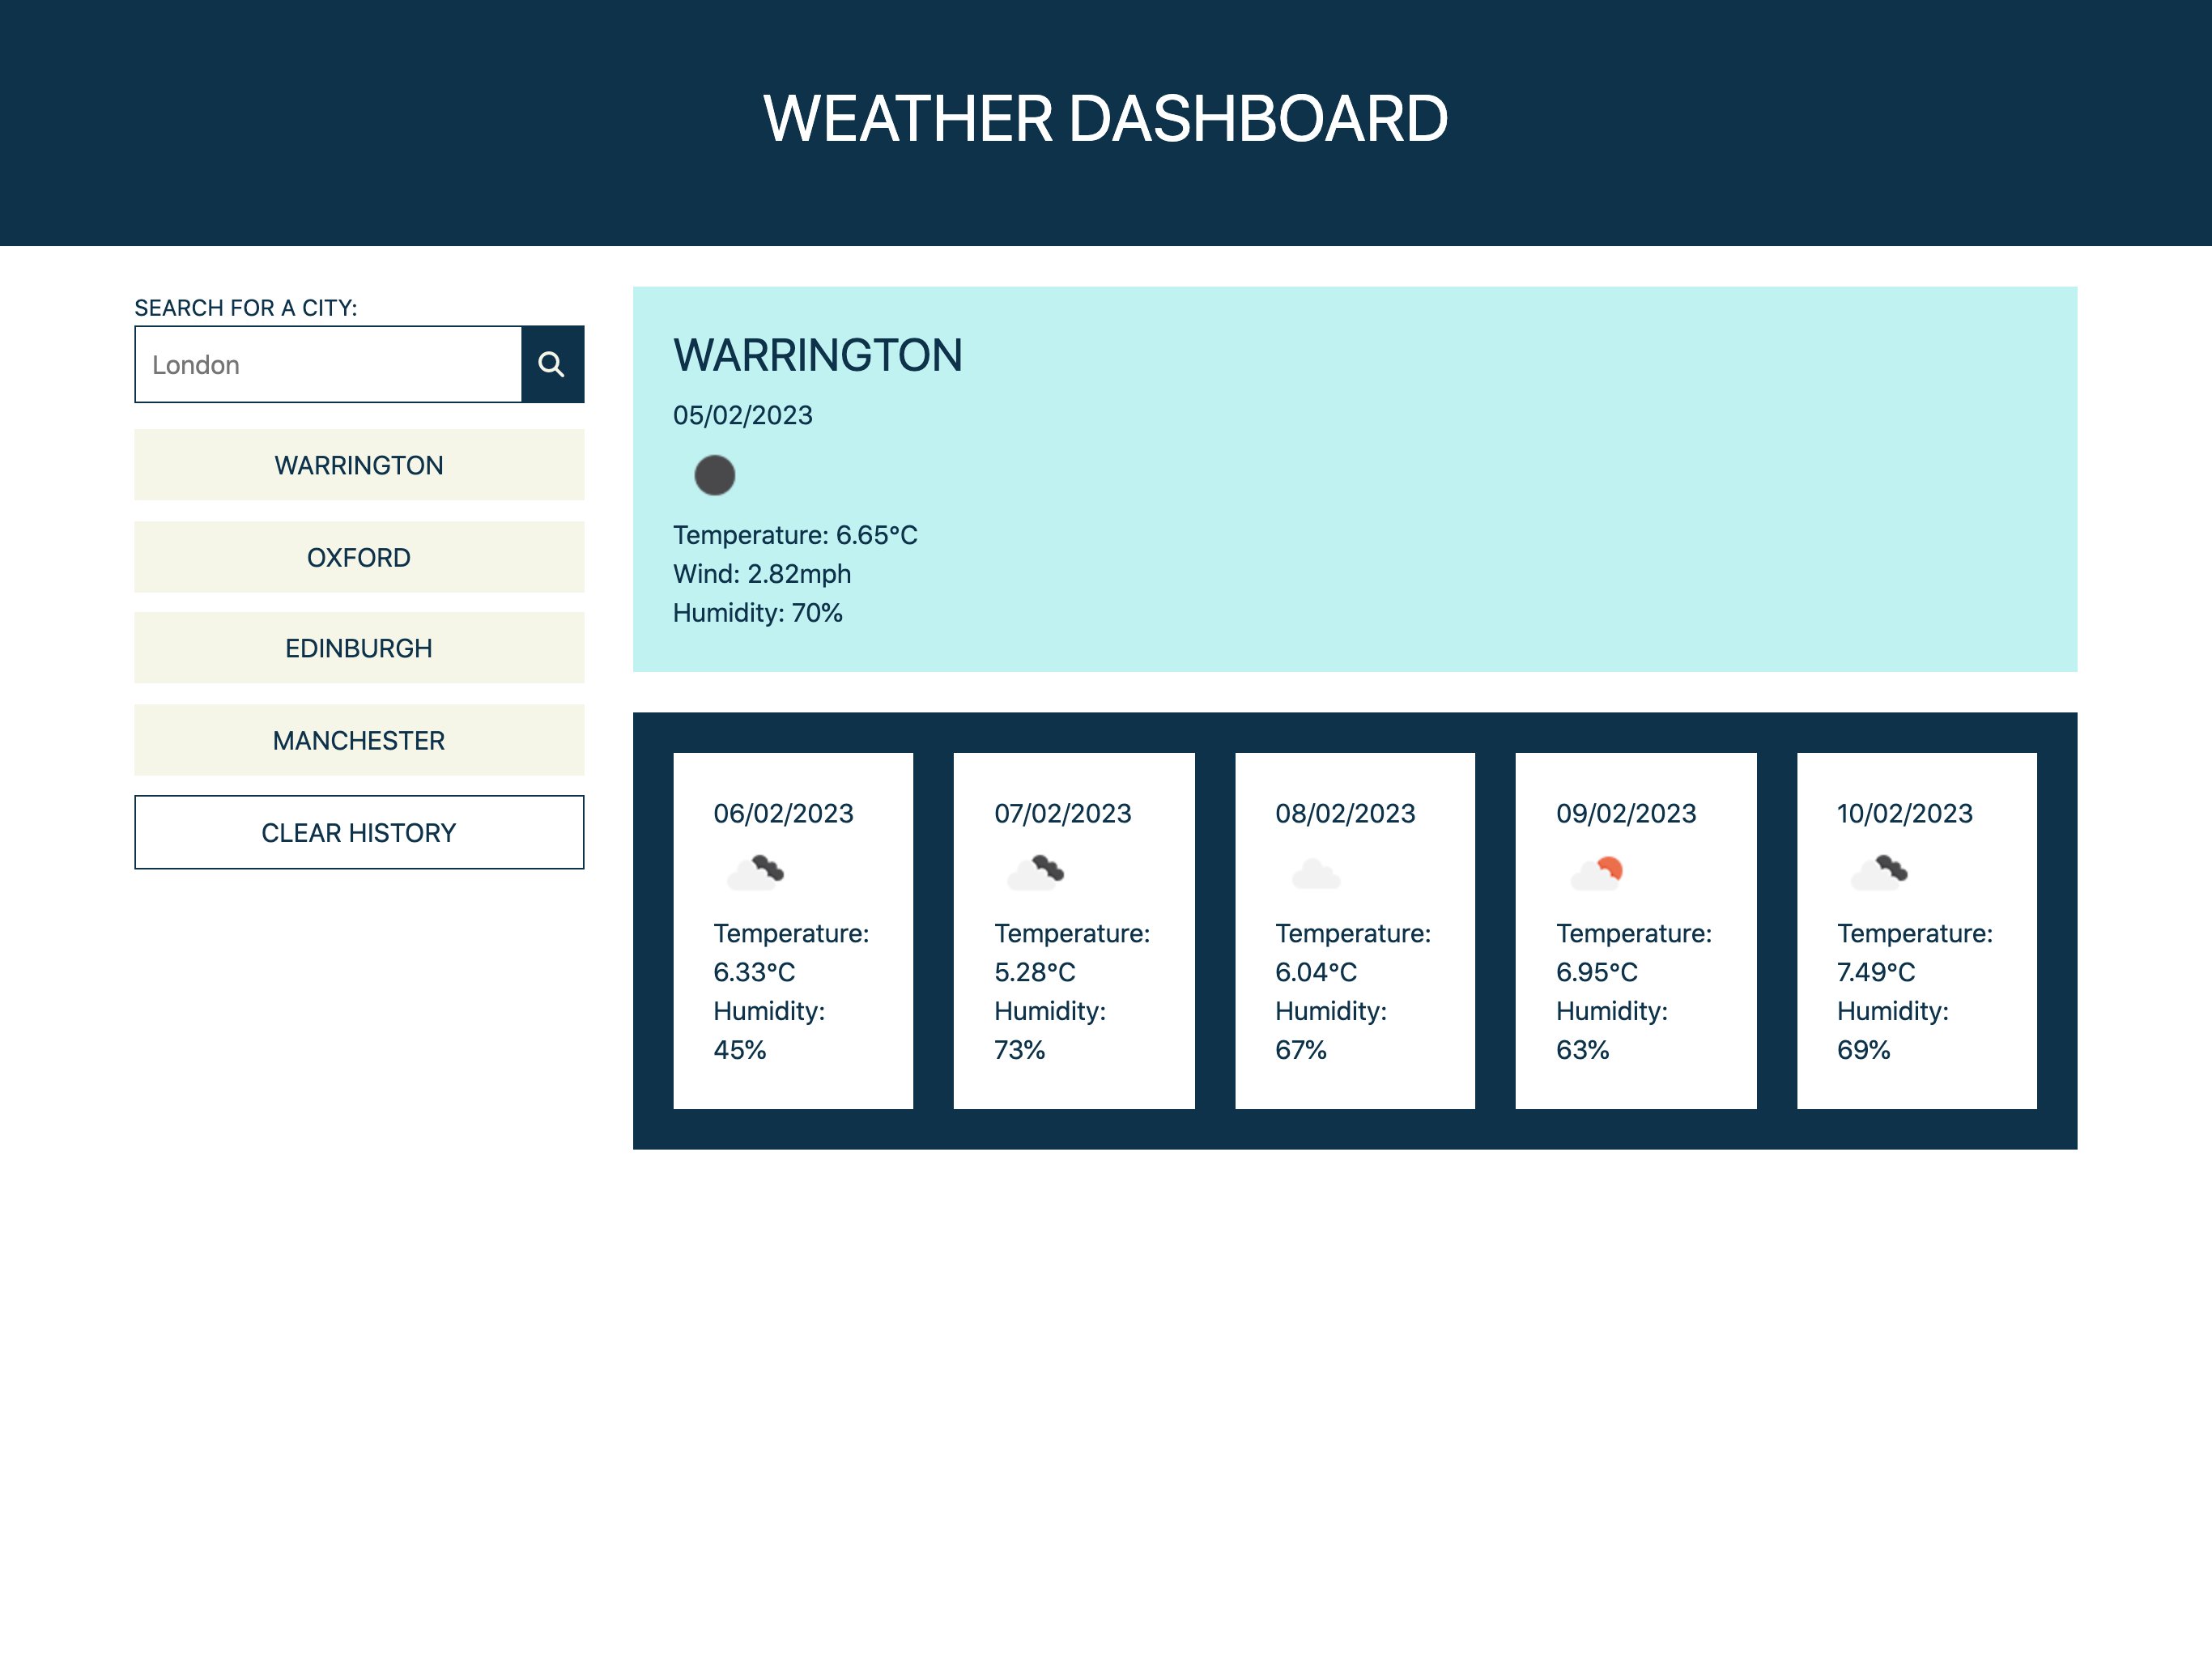 WEATHER DASHBOARD
SEARCH FOR A CITY:
London
WARRINGTON
OXFORD
EDINBURGH
MANCHESTER
CLEAR HISTORY
WARRINGTON
05/02/2023
Temperature: 6.65°C
Wind: 2.82mph
Humidity: 70%
06/02/2023
Temperature:
6.33°C
Humidity:
45%
07/02/2023
Temperature:
5.28°C
Humidity:
73%
08/02/2023
Temperature:
6.04°C
Humidity:
67%
09/02/2023
Temperature:
6.95°C
Humidity:
63%
10/02/2023
Temperature:
7.49°C
Humidity:
69%